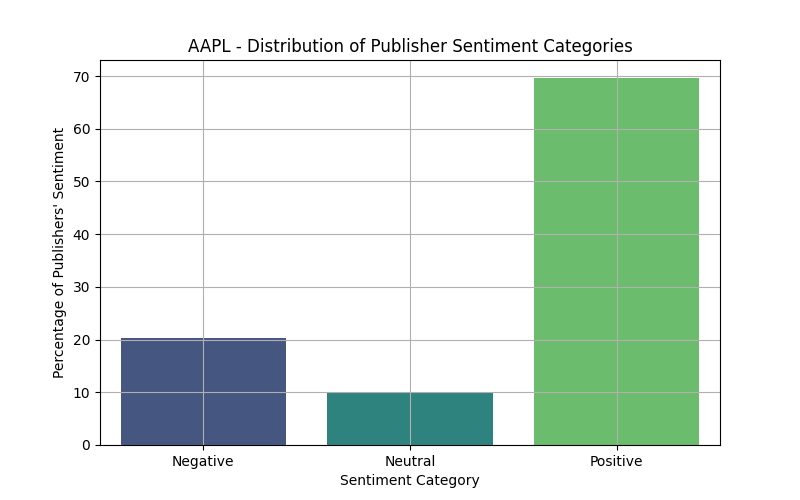 AAPL - Distribution of Publisher Sentiment Categories
Percentage of Publishers' Sentiment
70
60
50
40
30
20
10
0
Negative
Neutral
Positive
Sentiment Category